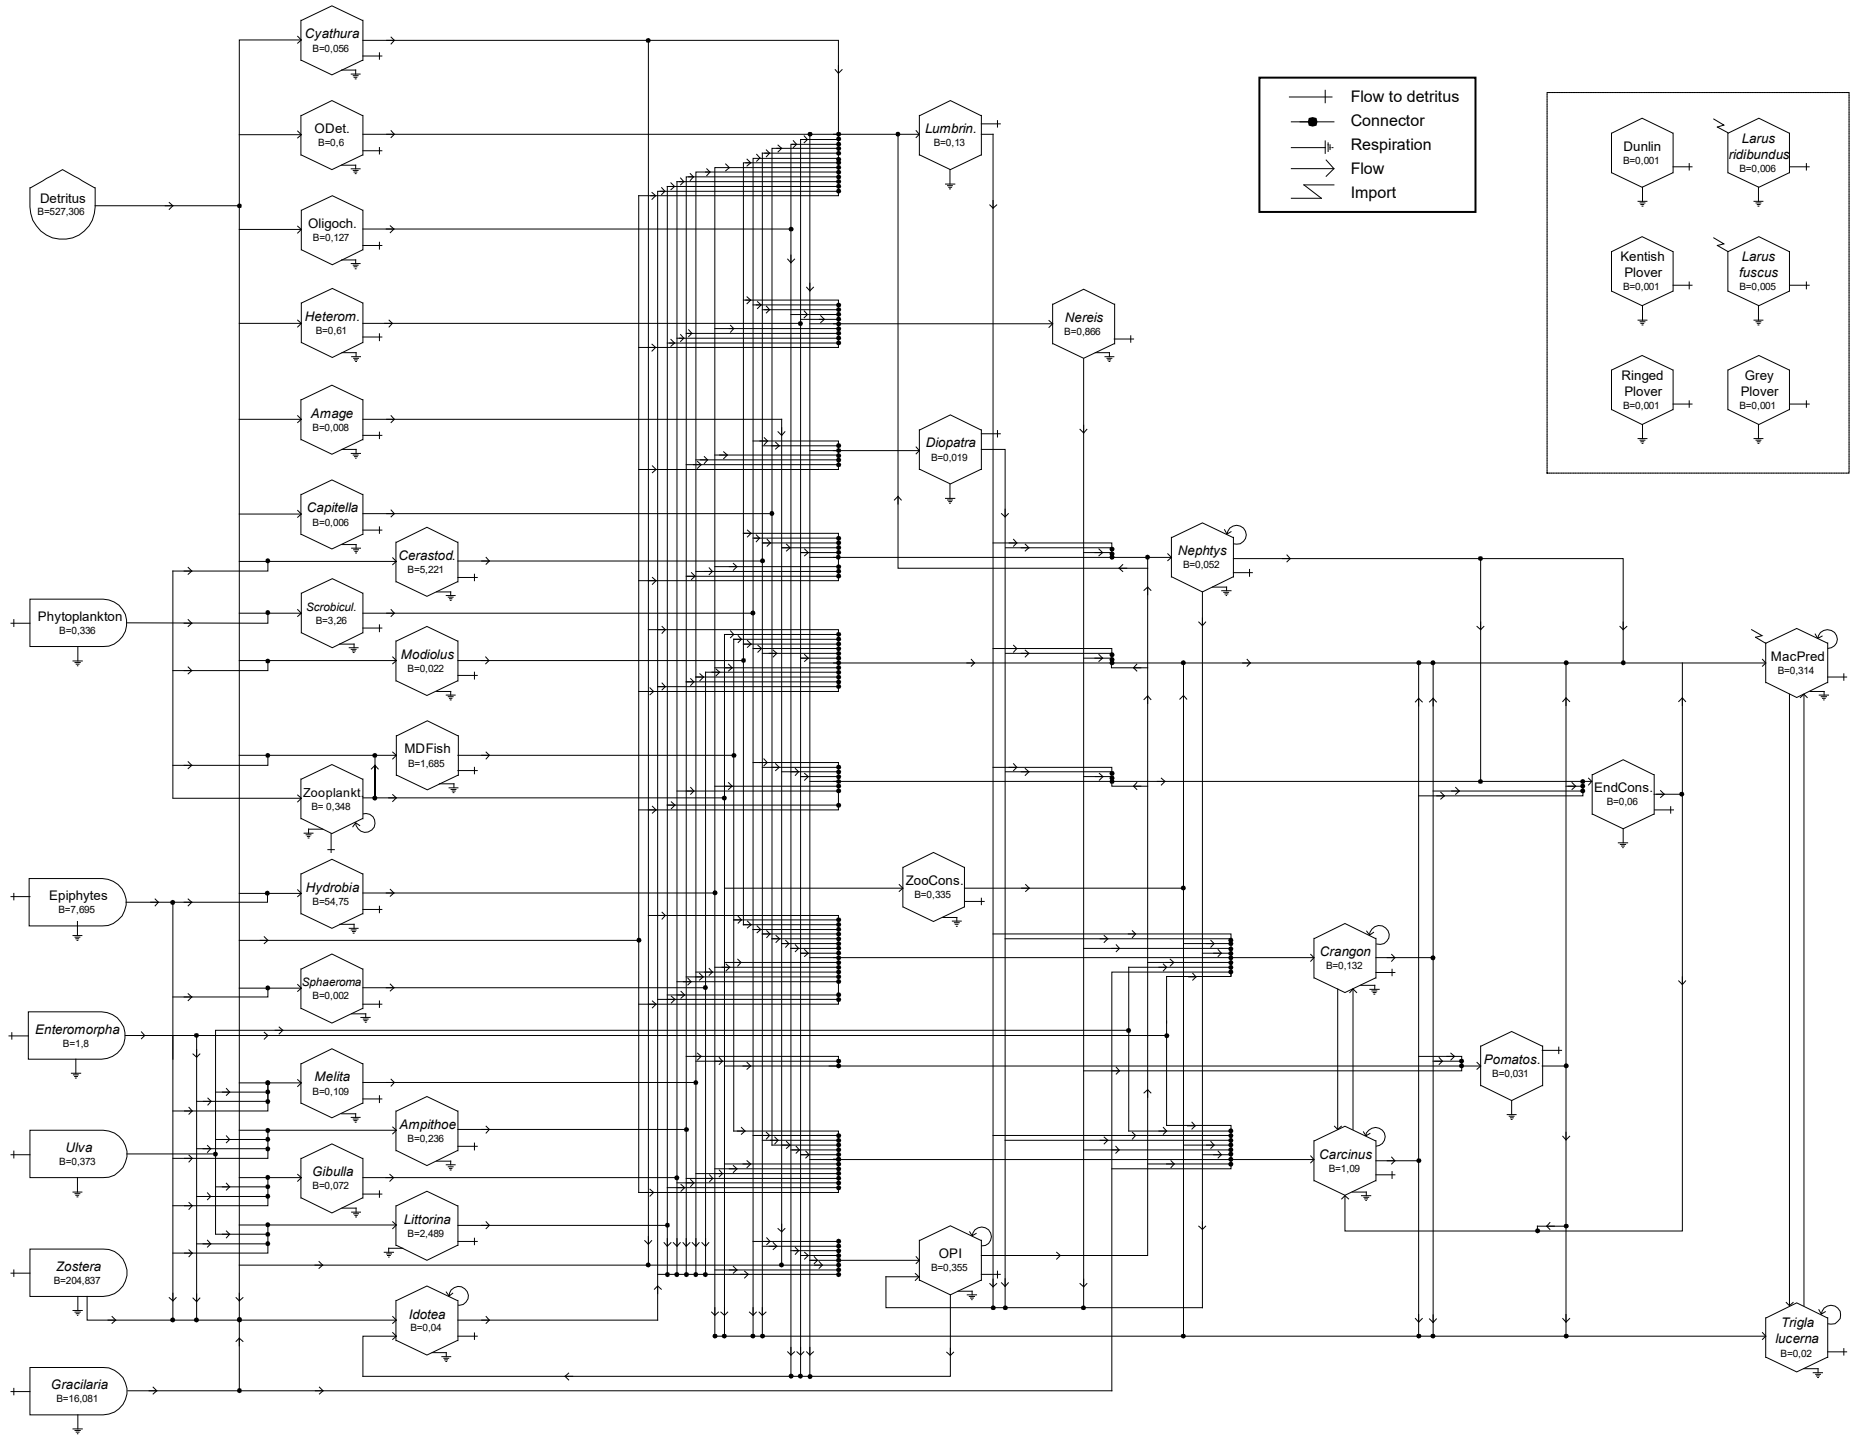 Cyathura
B=0,056
ODet.
B=0,6
Oligoch.
B=0,127
Heterom.
B=0,61
Amage
B=0,008
Capitella
B=0,006
Cerastod.
B=5,221
Scrobicul.
B=3,26
Modiolus
B=0,022
MDFish
B=1,685
Zooplankt.
B= 0,348
Hydrobia
B=54,75
Sphaeroma
B=0,002
Melita
B=0,109
Ampithoe
B=0,236
Gibulla
B=0,072
Littorina
B=2,489
Idotea
B=0,04
Detritus
B=527,306
Phytoplankton
B=0,336
Epiphytes
B=7,695
Enteromorpha
B=1,8
Ulva
B=0,373
Zostera
B=204,837
Gracilaria
B=16,081
Lumbrin.
B=0,13
Nereis
B=0,866
Diopatra
B=0,019
Nephtys
B=0,052
ZooCons.
B=0,335
OPI
B=0,355
Crangon
B=0,132
Carcinus
B=1,09
Pomatos.
B=0,031
EndCons.
B=0,06
MacPred
B=0,314
Trigla
lucerna
B=0,02
Flow to detritus
Connector
Respiration
Flow
Import
Dunlin
B=0,001
Larus
ridibundus
B=0,006
Kentish
Plover
B=0,001
Larus
fuscus
B=0,005
Ringed
Plover
B=0,001
Grey
Plover
B=0,001